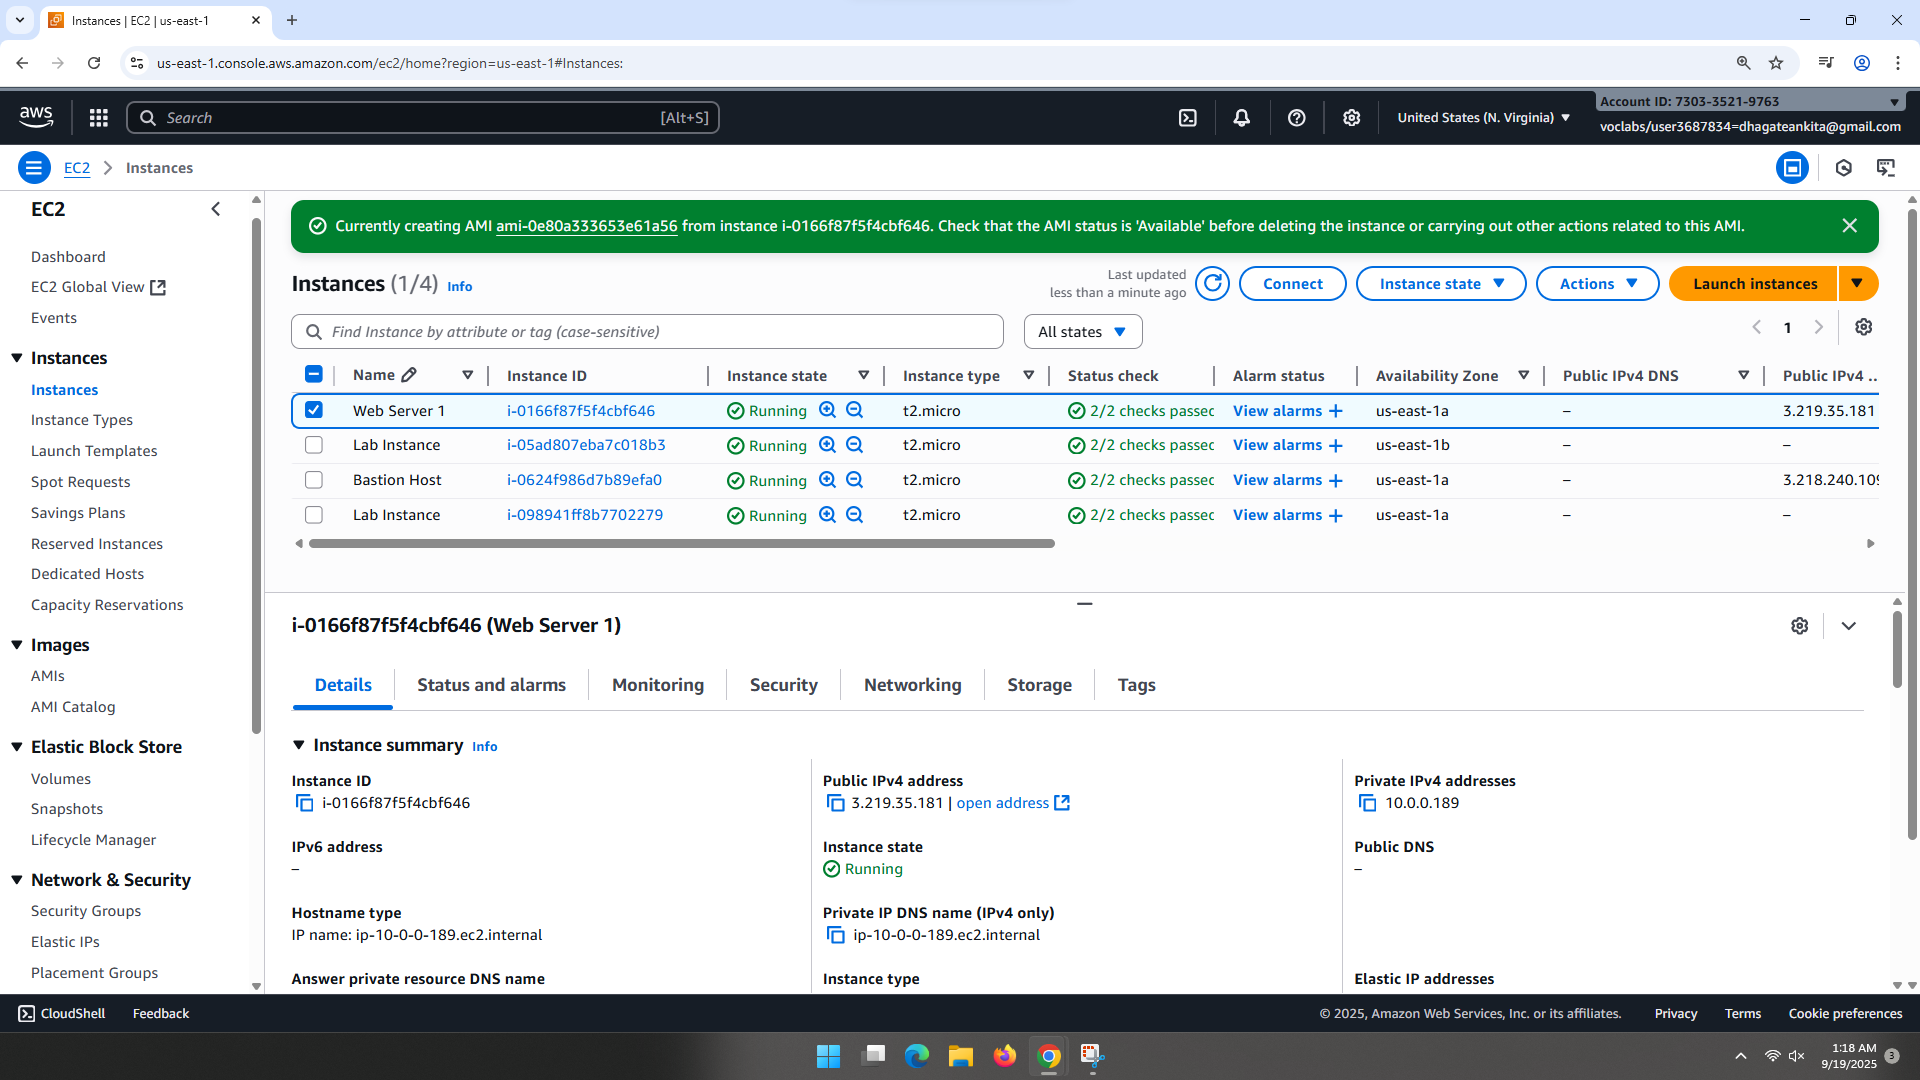 Instances | EC2 | us-east-1
us-east-1.console.aws.amazon.com/ec2/home?region=us-east-1#Instances:
aws
Search
[Alt+S]
United States (N. Virginia)
Account ID: 7303-3521-9763
voclabs/user3687834=dhagateankita@gmail.com
EC2
Instances
EC2
Dashboard
EC2 Global View
Events
Instances
Instances
Instance Types
Launch Templates
Spot Requests
Savings Plans
Reserved Instances
Dedicated Hosts
Capacity Reservations
Images
AMIs
AMI Catalog
Elastic Block Store
Volumes
Snapshots
Lifecycle Manager
Network & Security
Security Groups
Elastic IPs
Placement Groups
Currently creating AMI ami-0e80a333653e61a56 from instance i-0166f87f5f4cbf646. Check that the AMI status is 'Available' before deleting the instance or carrying out other actions related to this AMI.
Instances (1/4) Info
Last updated
less than a minute ago
Connect
Instance state
Actions
Launch instances
Find Instance by attribute or tag (case-sensitive)
All states
1
Name Instance ID Instance state Instance type Status check Alarm status Availability Zone Public IPv4 DNS Public IPv4 ..
Web Server 1 i-0166f87f5f4cbf646 Running t2.micro 2/2 checks passec View alarms + us-east-1a – 3.219.35.181
Lab Instance i-05ad807eba7c018b3 Running t2.micro 2/2 checks passec View alarms + us-east-1b – –
Bastion Host i-0624f986d7b89efa0 Running t2.micro 2/2 checks passec View alarms + us-east-1a – 3.218.240.109
Lab Instance i-098941ff8b7702279 Running t2.micro 2/2 checks passec View alarms + us-east-1a – –
i-0166f87f5f4cbf646 (Web Server 1)
Details
Status and alarms
Monitoring
Security
Networking
Storage
Tags
Instance summary Info
Instance ID
i-0166f87f5f4cbf646
Public IPv4 address
3.219.35.181 | open address
Private IPv4 addresses
10.0.0.189
IPv6 address
–
Instance state
Running
Public DNS
–
Hostname type
IP name: ip-10-0-0-189.ec2.internal
Private IP DNS name (IPv4 only)
ip-10-0-0-189.ec2.internal
Answer private resource DNS name
Instance type
Elastic IP addresses
CloudShell
Feedback
© 2025, Amazon Web Services, Inc. or its affiliates.
Privacy
Terms
Cookie preferences
1:18 AM
9/19/2025
3